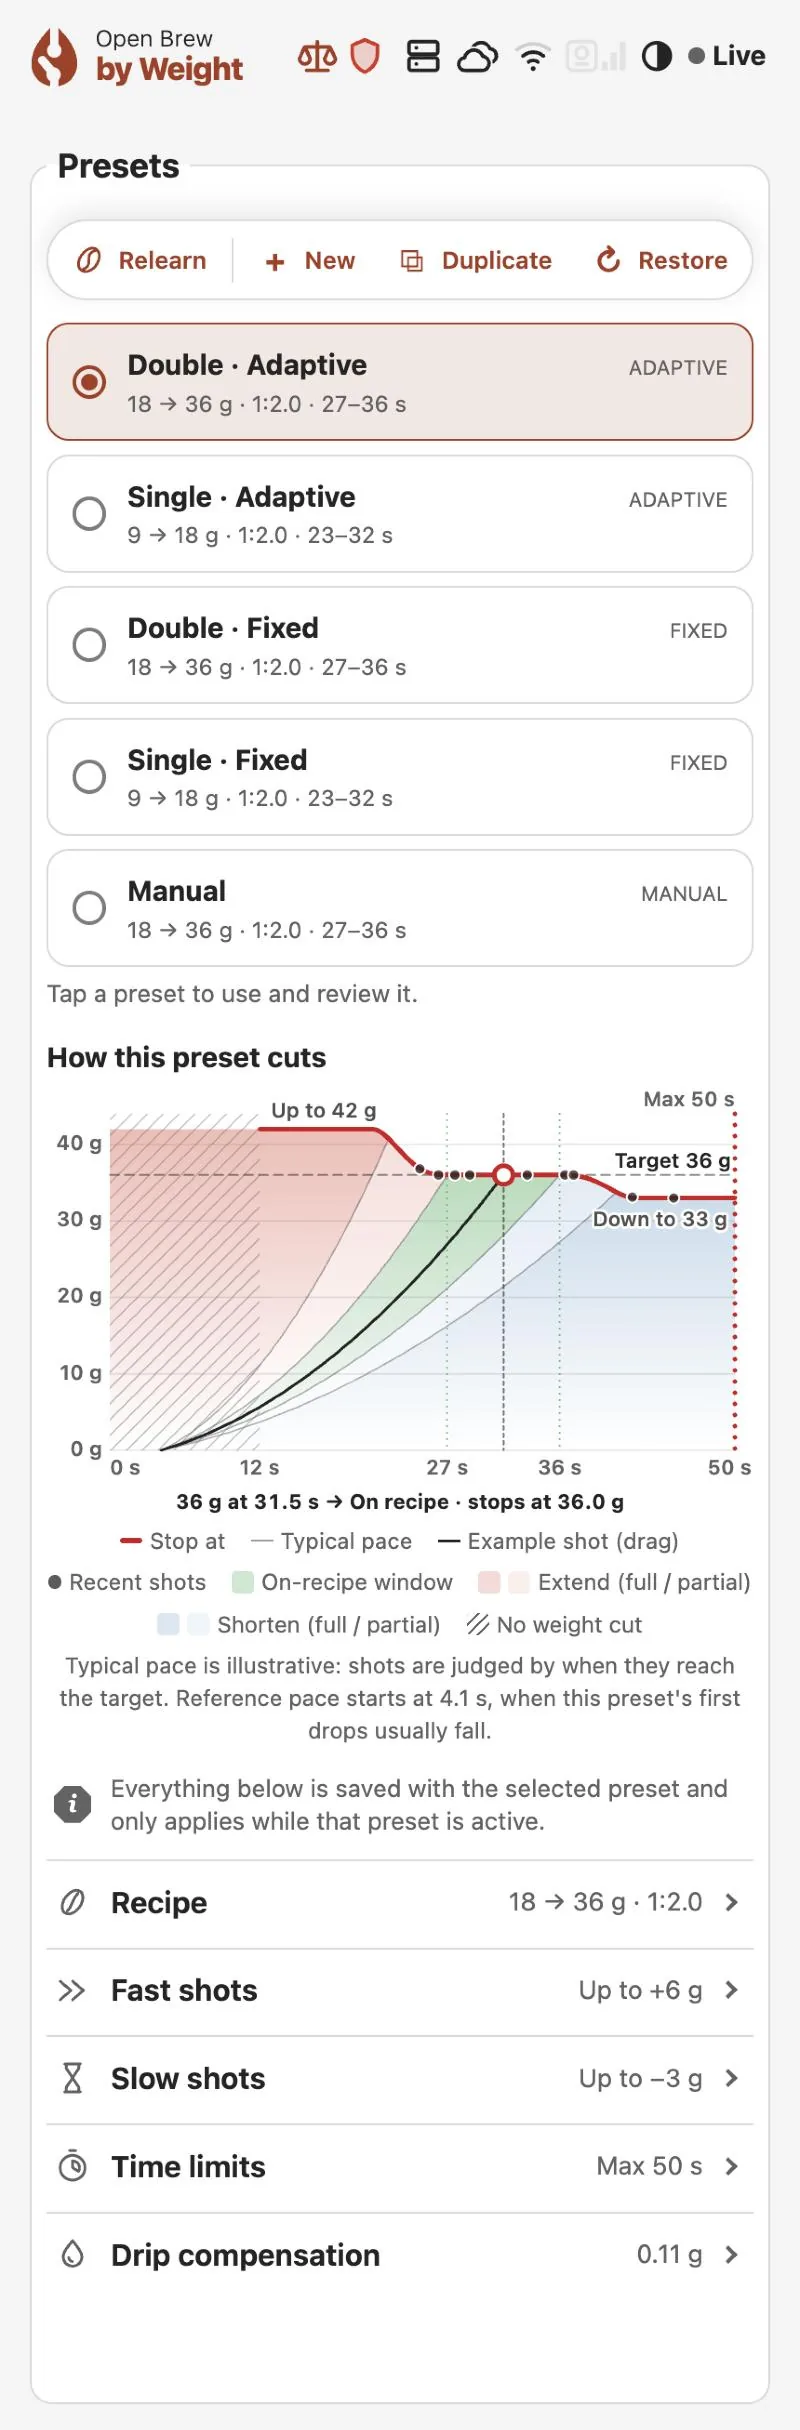 Open Brew
by Weight
Live
Presets
Relearn
New
Duplicate
Restore
Double · Adaptive
ADAPTIVE
18 → 36 g · 1:2.0 · 27–36 s
Single · Adaptive
ADAPTIVE
9 → 18 g · 1:2.0 · 23–32 s
Double · Fixed
FIXED
18 → 36 g · 1:2.0 · 27–36 s
Single · Fixed
FIXED
9 → 18 g · 1:2.0 · 23–32 s
Manual
MANUAL
18 → 36 g · 1:2.0 · 27–36 s
Tap a preset to use and review it.
How this preset cuts
Max 50 s
Up to 42 g
40 g
Target 36 g
30 g
Down to 33 g
20 g
10 g
0 g
0 s
12 s
27 s
36 s
50 s
36 g at 31.5 s → On recipe · stops at 36.0 g
Stop at
Typical pace
Example shot (drag)
Recent shots
On-recipe window
Extend (full / partial)
Shorten (full / partial)
No weight cut
Typical pace is illustrative: shots are judged by when they reach
the target. Reference pace starts at 4.1 s, when this preset's first
drops usually fall.
Everything below is saved with the selected preset and
only applies while that preset is active.
Recipe
18 → 36 g · 1:2.0
Fast shots
Up to +6 g
Slow shots
Up to −3 g
Time limits
Max 50 s
Drip compensation
0.11 g